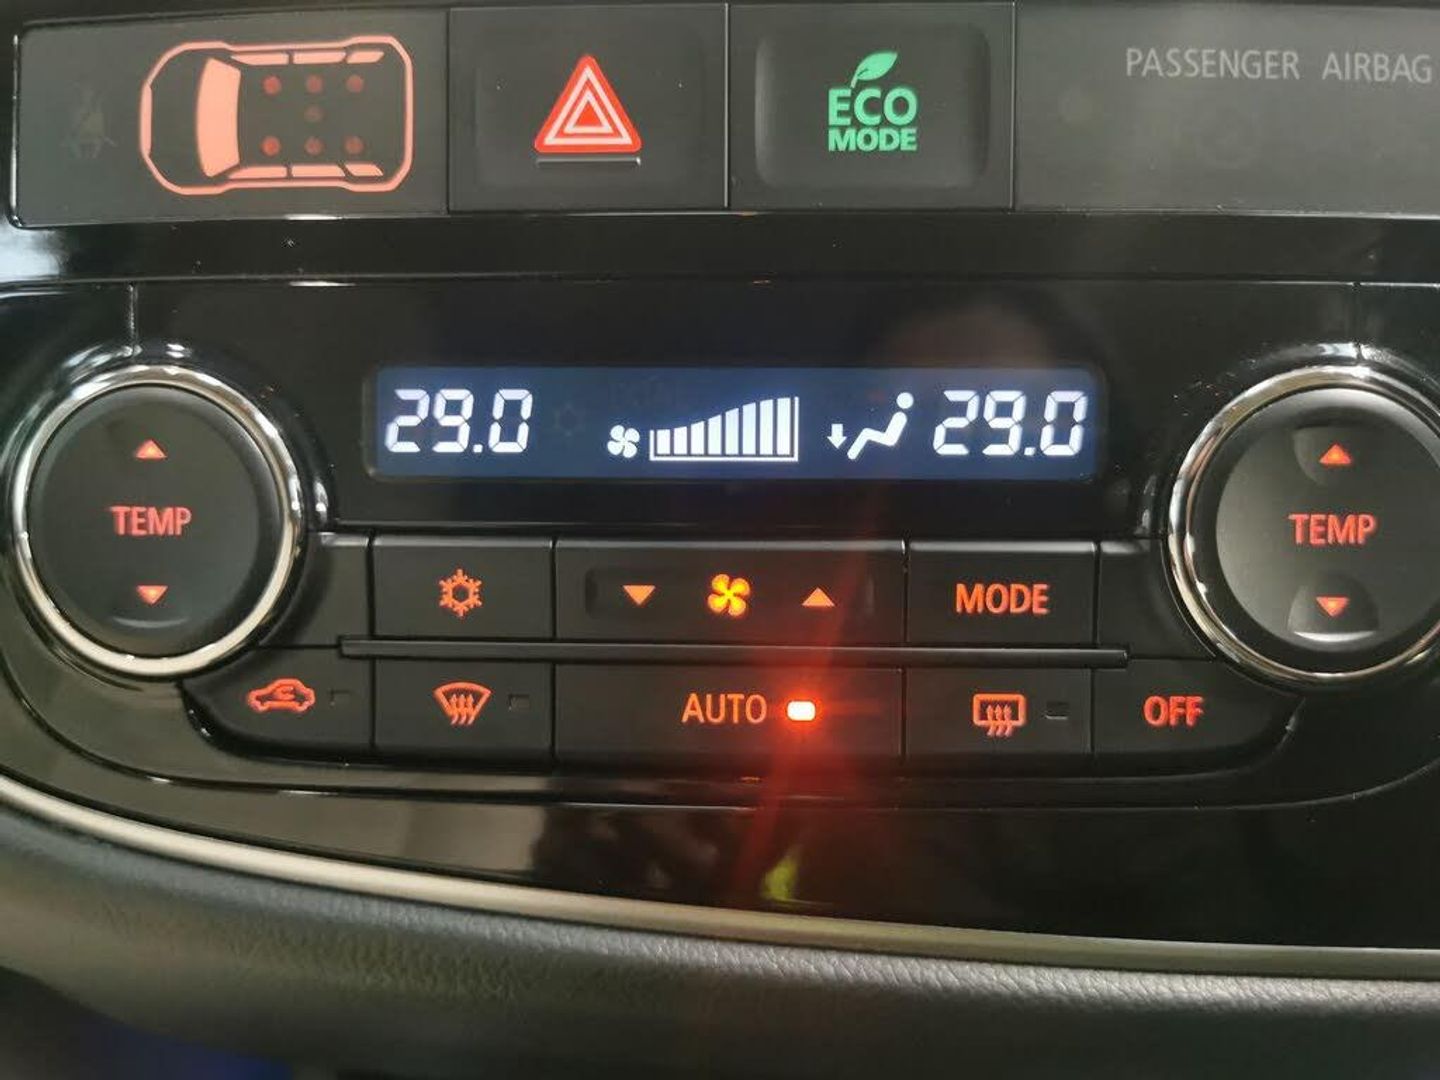 PASSENGER AIRBAG
ECO
MODE
29.0 29.0
TEMP
TEMP
MODE
AUTO
OFF